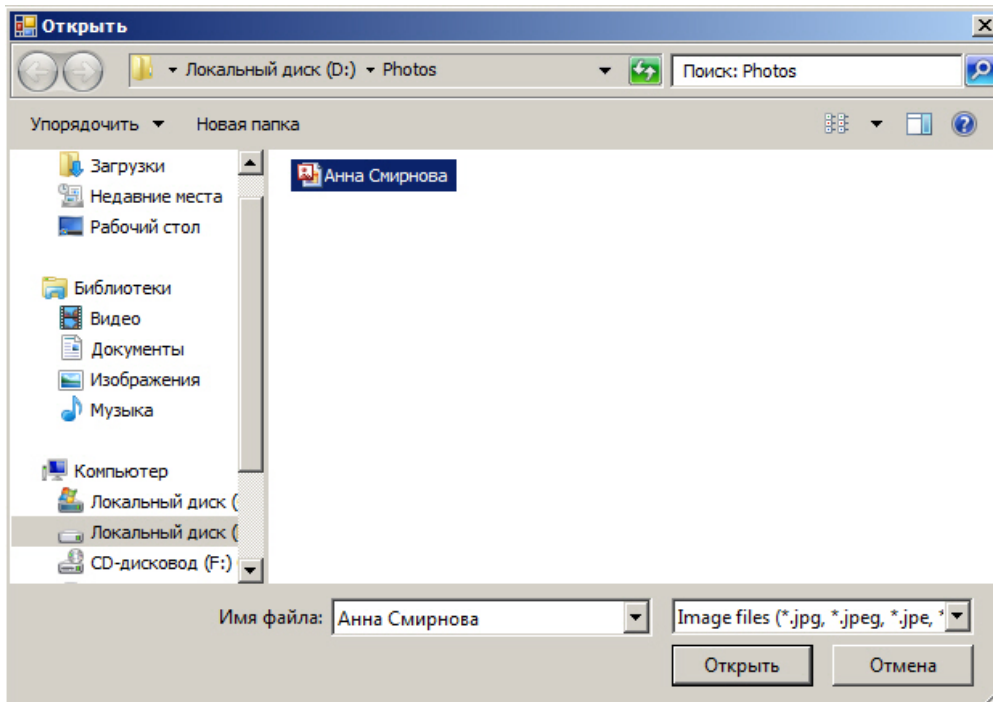 Открыть
Локальный диск (D:) Photos
Поиск: Photos
Упорядочить Новая папка
Загрузки
Недавние места
Рабочий стол
Библиотеки
Видео
Документы
Изображения
Музыка
Компьютер
Локальный диск (
Локальный диск (
CD-дисковод (F:)
Анна Смирнова
Имя файла: Анна Смирнова
Image files (*.jpg, *.jpeg, *.jpe, *
Открыть Отмена